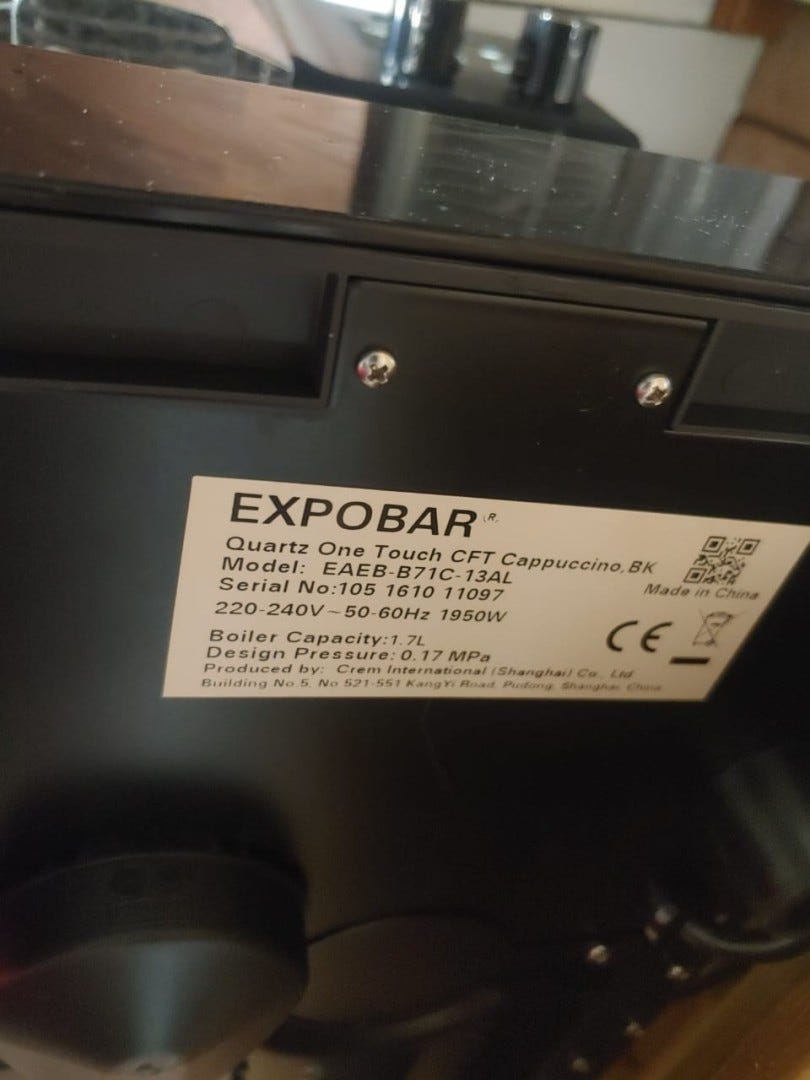 EXPOBAR (R)
Quartz One Touch CFT Cappuccino,BK
Model: EAEB-B71C-13AL
Serial No:105 1610 11097
Made in China
220-240V~50-60Hz 1950W
Boiler Capacity:1.7L
Design Pressure:0.17 MPa
CE
Produced by: Crem International (Shanghai) Co., Ltd
Building No.5, No 521-551 KangYi Road, Pudong, Shanghai, China